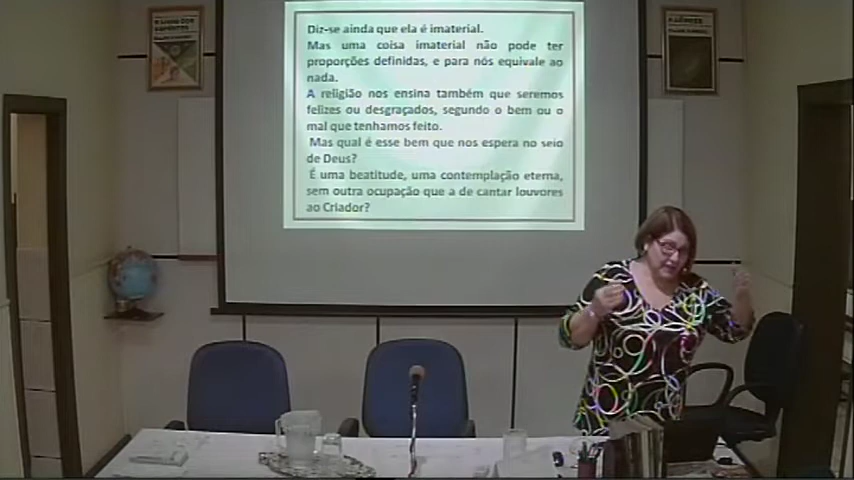 Diz-se ainda que ela é imaterial.
Mas uma coisa imaterial não pode ter
proporções definidas, e para nós equivale ao
nada.
A religião nos ensina também que seremos
felizes ou desgraçados, segundo o bem ou o
mal que tenhamos feito.
Mas qual é esse bem que nos espera no seio
de Deus?
É uma beatitude, uma contemplação eterna,
sem outra ocupação que a de cantar louvores
ao Criador?